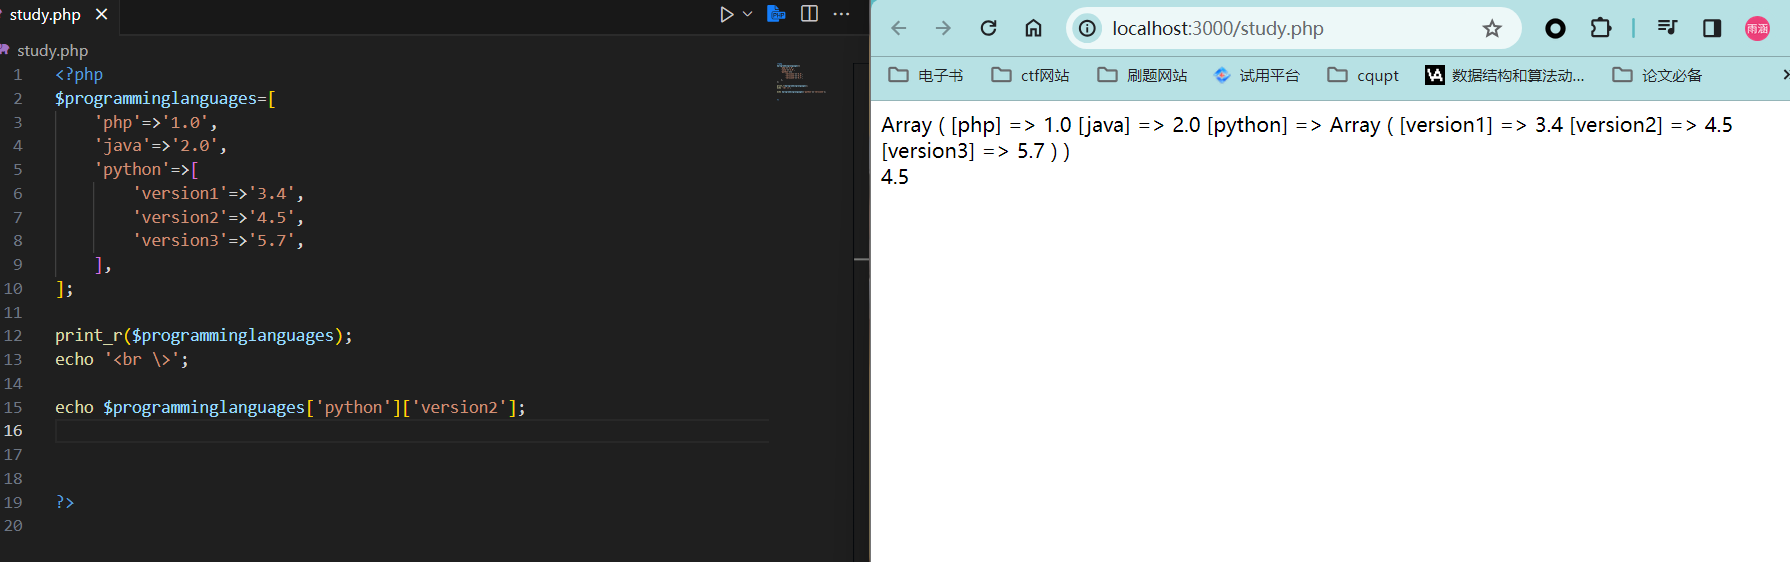 study.php ×
study.php
1 <?php
2 $programminglanguages=[
3 'php'=>'1.0',
4 'java'=>'2.0',
5 'python'=>[
6 'version1'=>'3.4',
7 'version2'=>'4.5',
8 'version3'=>'5.7',
9 ],
10 ];
11
12 print_r($programminglanguages);
13 echo '<br \>';
14
15 echo $programminglanguages['python']['version2'];
16
17
18
19 ?>
20
localhost:3000/study.php
雨涵
电子书 ctf网站 刷题网站 试用平台 cqupt 数据结构和算法动... 论文必备
Array ( [php] => 1.0 [java] => 2.0 [python] => Array ( [version1] => 3.4 [version2] => 4.5
[version3] => 5.7 ) )
4.5